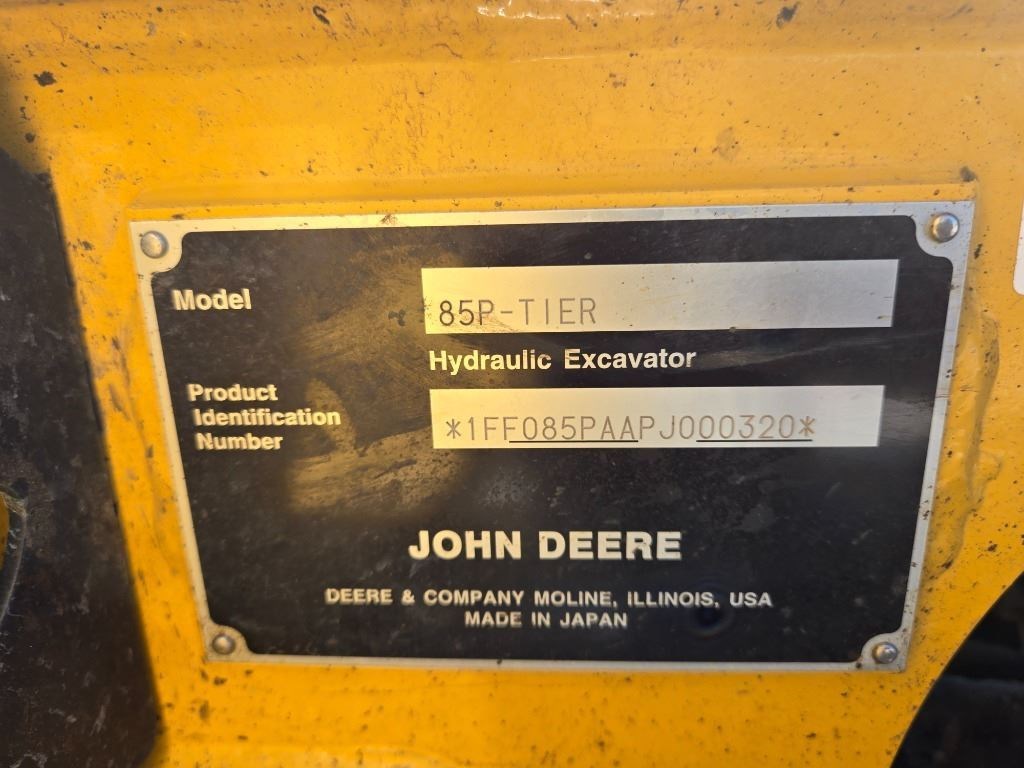 Model
85P-TIER
Hydraulic Excavator
Product
Identification
Number
*1FF085PAAPJ000320*
JOHN DEERE
DEERE & COMPANY MOLINE, ILLINOIS, USA
MADE IN JAPAN